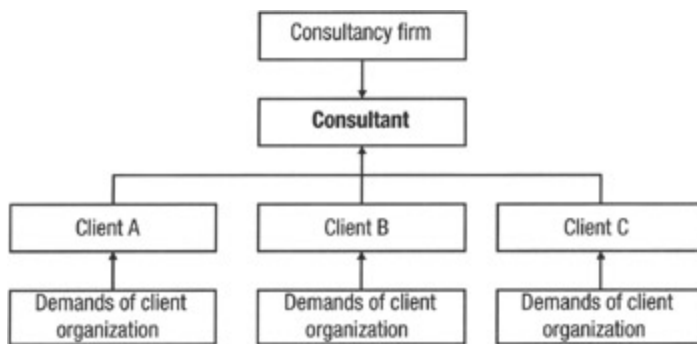 Consultancy firm
Consultant
Client A
Client B
Client C
Demands of client
organization
Demands of client
organization
Demands of client
organization